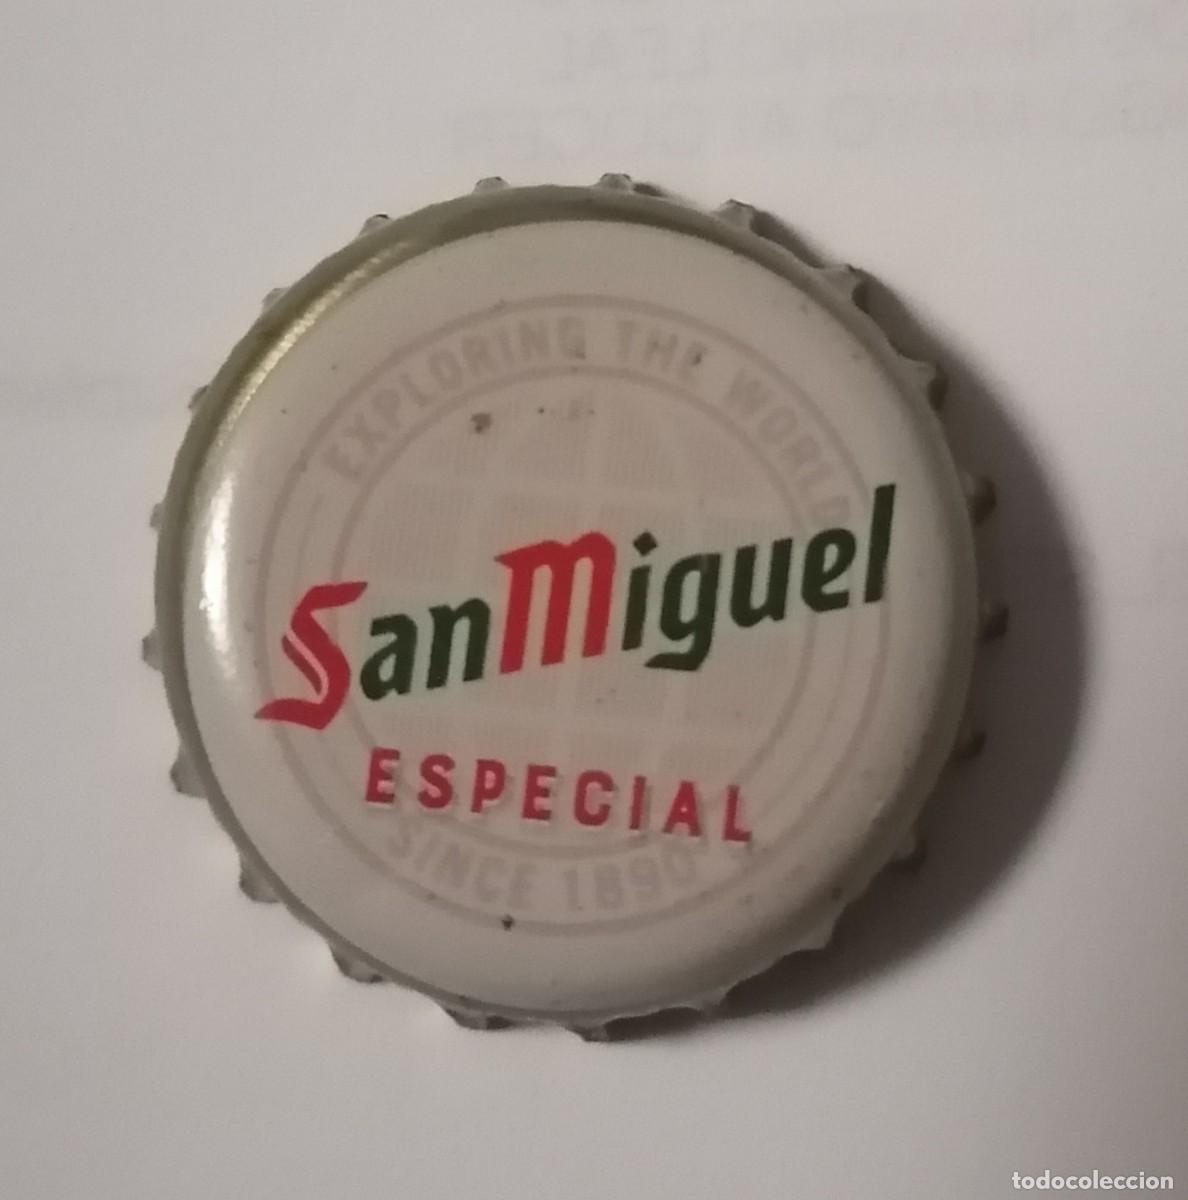 EXPLORING THE WORLD
SanMiguel
ESPECIAL
SINCE 1890
todocoleccion